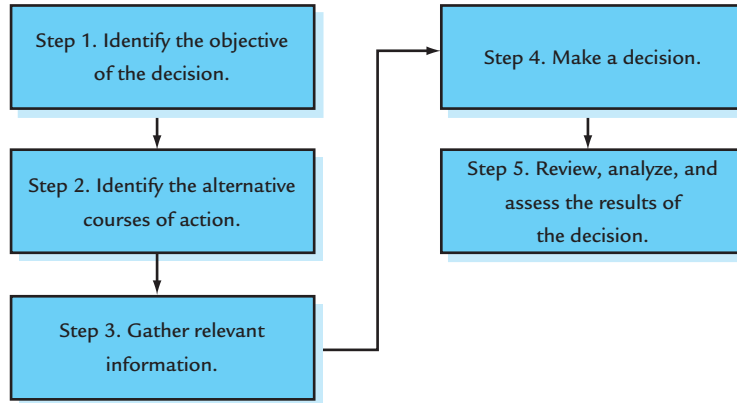 Step 1. Identify the objective
of the decision.
Step 2. Identify the alternative
courses of action.
Step 3. Gather relevant
information.
Step 4. Make a decision.
Step 5. Review, analyze, and
assess the results of
the decision.